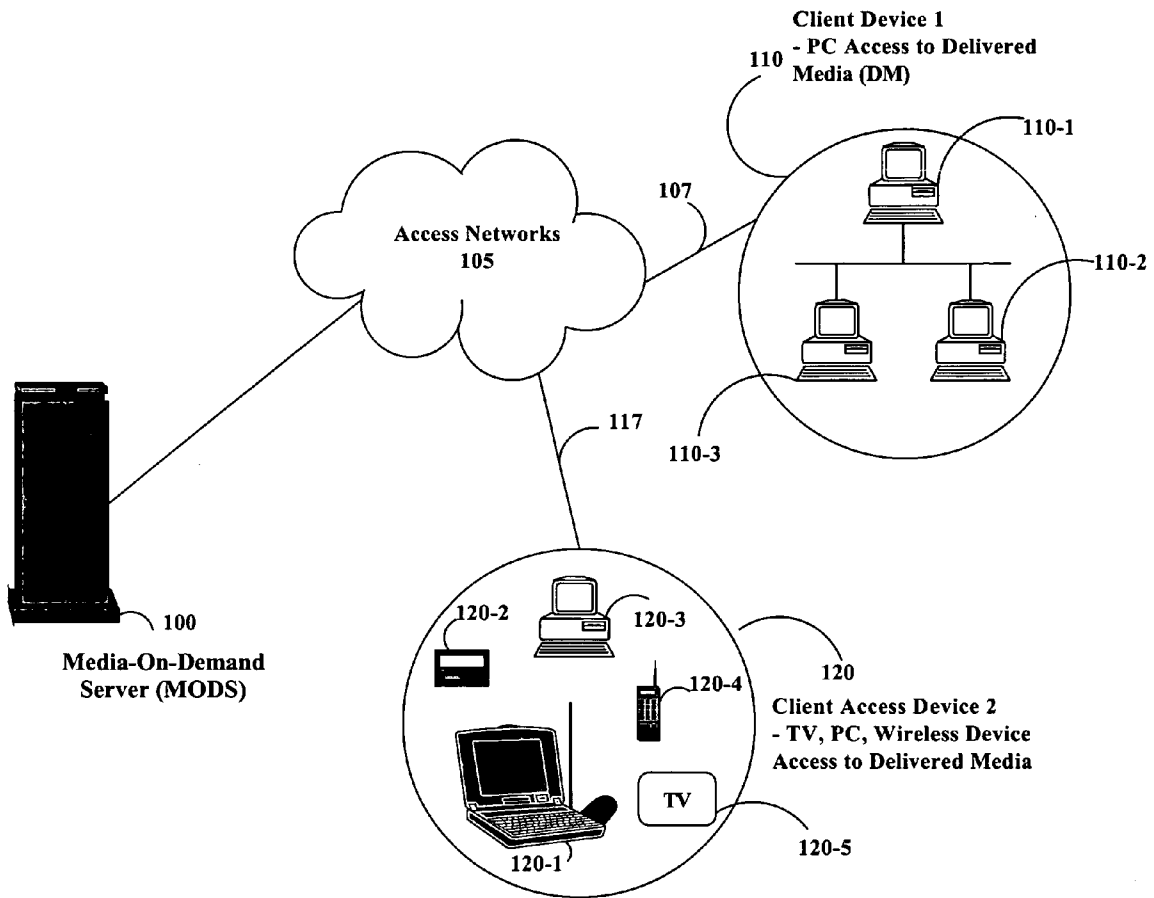 Client Device 1
- PC Access to Delivered
Media (DM)
110
110-1
107
Access Networks
105
110-2
117
110-3
100
Media-On-Demand
Server (MODS)
120-2
120-3
120-4
120
Client Access Device 2
- TV, PC, Wireless Device
Access to Delivered Media
TV
120-5
120-1